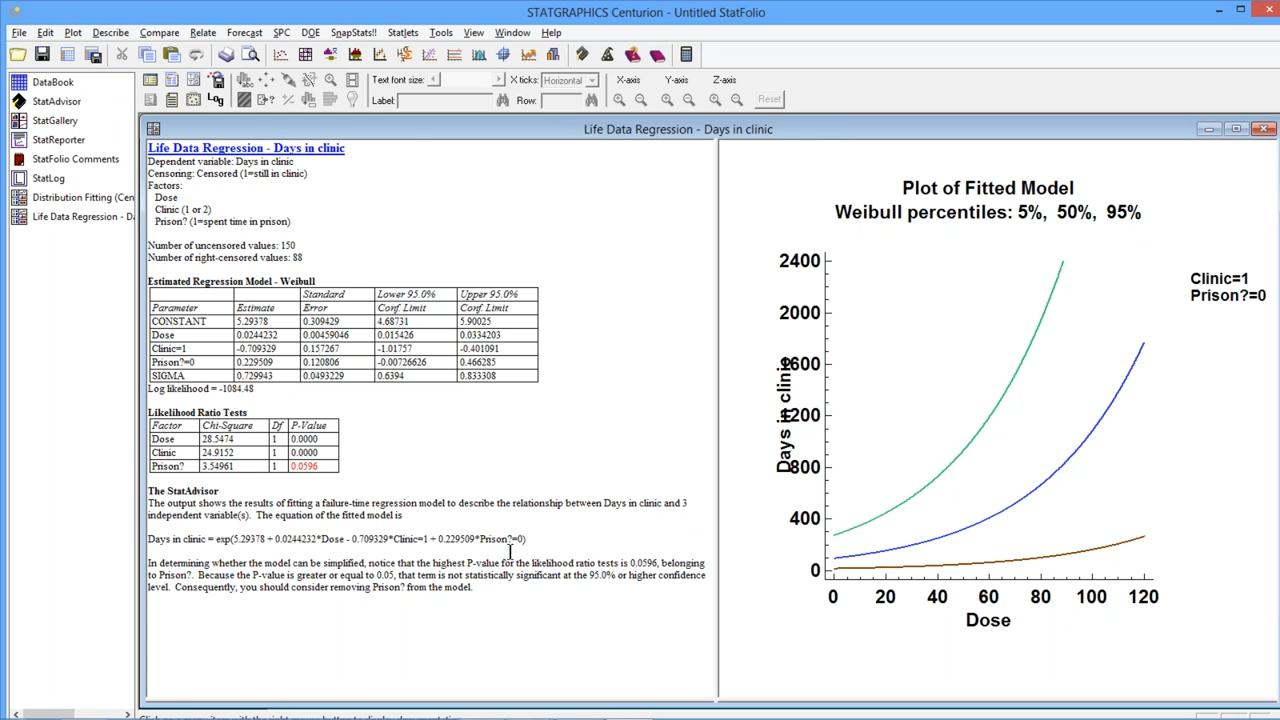 STATGRAPHICS Centurion - Untitled StatFolio
File Edit Plot Describe Compare Relate Forecast SPC DOE SnapStats!! StatLets Tools View Window Help
Text font size: X ticks: Horizontal X-axis Y-axis Z-axis
Log Label: Row: Reset
DataBook
StatAdvisor
StatGallery
StatReporter
StatFolio Comments
StatLog
Distribution Fitting (Cen
Life Data Regression - Da
Life Data Regression - Days in clinic
Life Data Regression - Days in clinic
Dependent variable: Days in clinic
Censoring: Censored (1=still in clinic)
Factors:
Dose
Clinic (1 or 2)
Prison? (1=spent time in prison)
Number of uncensored values: 150
Number of right-censored values: 88
Estimated Regression Model - Weibull
Standard Lower 95.0% Upper 95.0%
Parameter Estimate Error Conf. Limit Conf. Limit
CONSTANT 5.29378 0.309429 4.68731 5.90025
Dose 0.0244232 0.00459046 0.015426 0.0334203
Clinic=1 -0.709329 0.157267 -1.01757 -0.401091
Prison?=0 0.229509 0.120806 -0.00726626 0.466285
SIGMA 0.729943 0.0493229 0.6394 0.833308
Log likelihood = -1084.48
Likelihood Ratio Tests
Factor Chi-Square Df P-Value
Dose 28.5474 1 0.0000
Clinic 24.9152 1 0.0000
Prison? 3.54961 1 0.0596
The StatAdvisor
The output shows the results of fitting a failure-time regression model to describe the relationship between Days in clinic and 3
independent variable(s). The equation of the fitted model is
Days in clinic = exp(5.29378 + 0.0244232*Dose - 0.709329*Clinic=1 + 0.229509*Prison?=0)
In determining whether the model can be simplified, notice that the highest P-value for the likelihood ratio tests is 0.0596, belonging
to Prison?. Because the P-value is greater or equal to 0.05, that term is not statistically significant at the 95.0% or higher confidence
level. Consequently, you should consider removing Prison? from the model.
Plot of Fitted Model
Weibull percentiles: 5%, 50%, 95%
Clinic=1
Prison?=0
Days in clinic
2400
2000
1600
1200
800
400
0
0 20 40 60 80 100 120
Dose